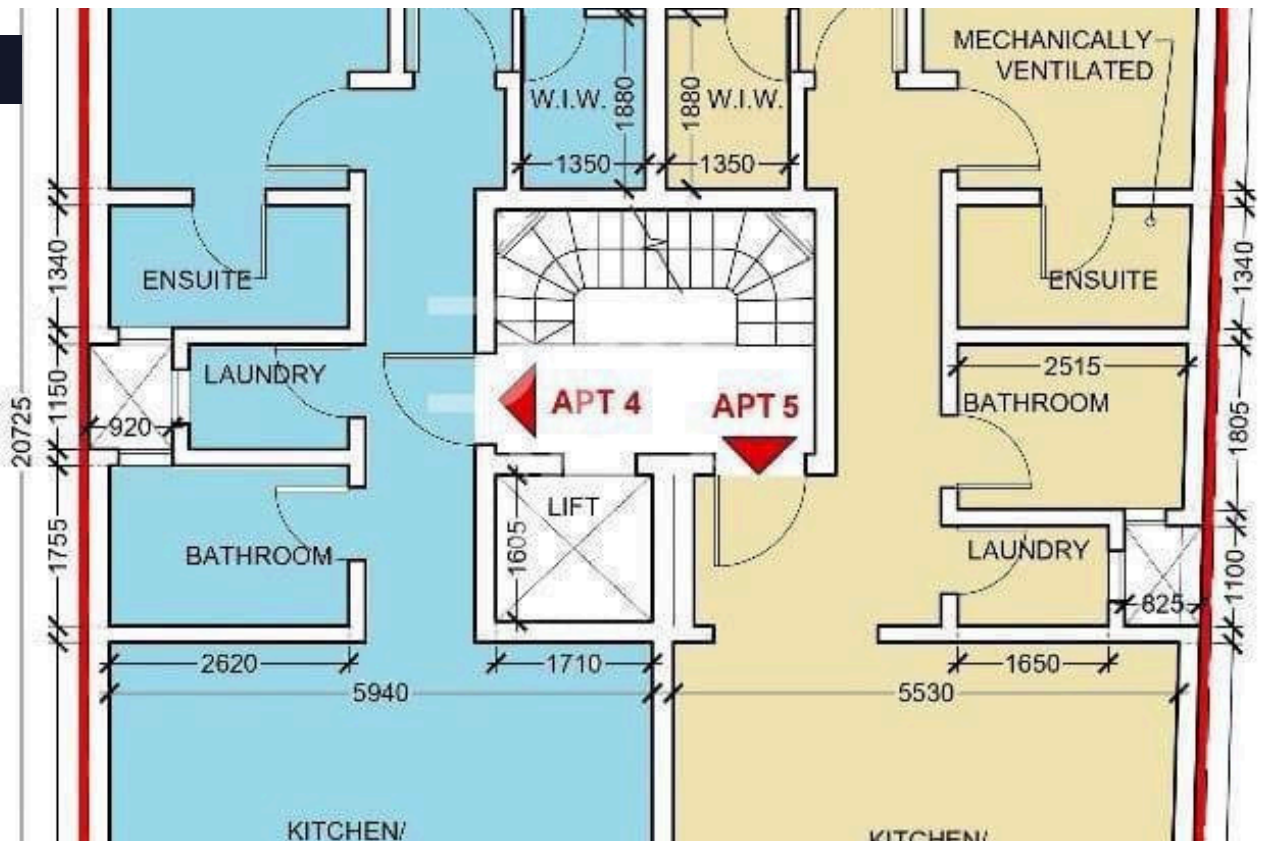 MECHANICALLY
VENTILATED
W.I.W.
1880
1880
W.I.W.
1350
1350
1340
ENSUITE
ENSUITE
1340
LAUNDRY
2515
1150
920
APT 4
APT 5
BATHROOM
1805
20725
LIFT
1605
1755
BATHROOM
LAUNDRY
1100
825
2620
1710
1650
5940
5530
KITCHEN/
KITCHEN/